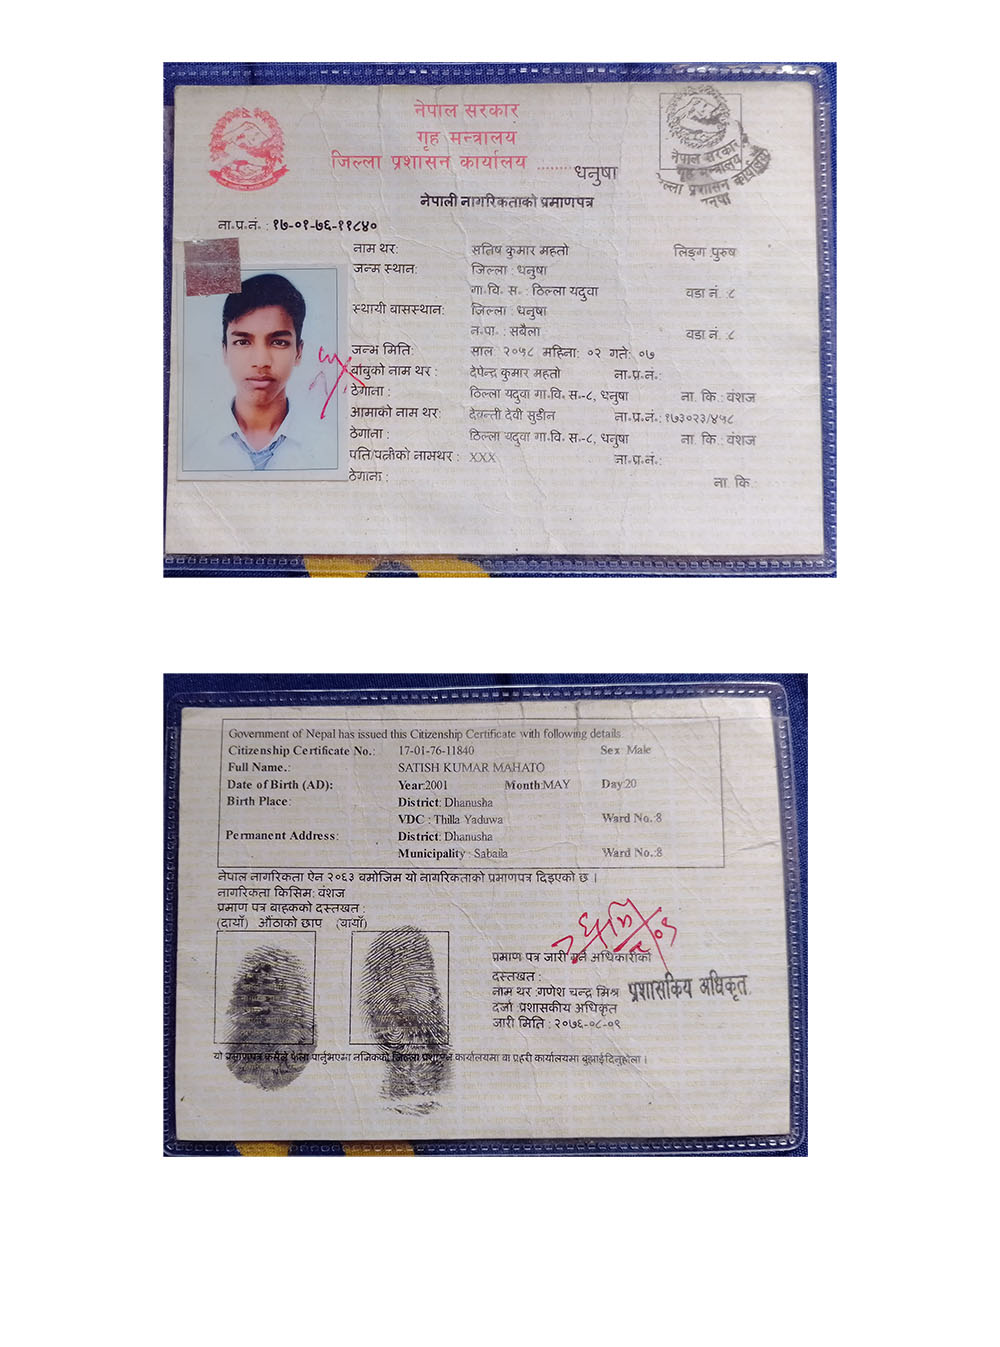 नेपाल सरकार
गृह मन्त्रालय
जिल्ला प्रशासन कार्यालय ........ धनुषा
नेपाल सरकार
गृह मन्त्रालय
जिल्ला प्रशासन कार्यालय
धनुषा
नेपाली नागरिकताको प्रमाणपत्र
ना॰प्र॰नं॰ : १७-०१-७६-११८४०
नाम थर: सतिष कुमार महतो लिङ्ग :पुरुष
जन्म स्थान: जिल्ला : धनुषा
गा॰वि॰ स॰ : ठिल्ला यदुवा वडा नं॰ :८
स्थायी बासस्थान: जिल्ला : धनुषा
न॰पा॰ : सबैला वडा नं॰ :८
जन्म मिति: साल: २०५८ महिना: ०२ गते: ०७
बाबुको नाम थर : देपेन्द्र कुमार महतो ना॰प्र॰नं॰:
ठेगाना : ठिल्ला यदुवा गा॰वि॰ स॰-८, धनुषा ना. कि.: वंशज
आमाको नाम थर: देवन्ती देवी सुडीन ना॰प्र॰नं॰: १७३०२३/४५८
ठेगाना : ठिल्ला यदुवा गा॰वि॰ स॰-८, धनुषा ना. कि.: वंशज
पति/पत्नीको नामथर : XXX ना॰प्र॰नं॰:
ठेगाना : ना. कि.:
Government of Nepal has issued this Citizenship Certificate with following details
Citizenship Certificate No.: 17-01-76-11840 Sex: Male
Full Name.: SATISH KUMAR MAHATO
Date of Birth (AD): Year:2001 Month:MAY Day:20
Birth Place: District: Dhanusha
VDC : Thilla Yaduwa Ward No.:8
Permanent Address: District: Dhanusha
Municipality : Sabaila Ward No.:8
नेपाल नागरिकता ऐन २०६३ बमोजिम यो नागरिकताको प्रमाणपत्र दिइएको छ ।
नागरिकता किसिम: वंशज
प्रमाण पत्र बाहकको दस्तखत :
(दायाँ) औंठाको छाप (बायाँ)
प्रमाण पत्र जारी गर्ने अधिकारीको
दस्तखत :
नाम थर :गणेश चन्द्र मिश्र प्रशासकिय अधिकृत
दर्जा :प्रशासकीय अधिकृत
जारी मिति : २०७६-०८-०९
यो प्रमाणपत्र कसैले फेला पार्नुभएमा नजिकको जिल्ला प्रशासन कार्यालयमा वा प्रहरी कार्यालयमा बुझाईदिनुहोला ।